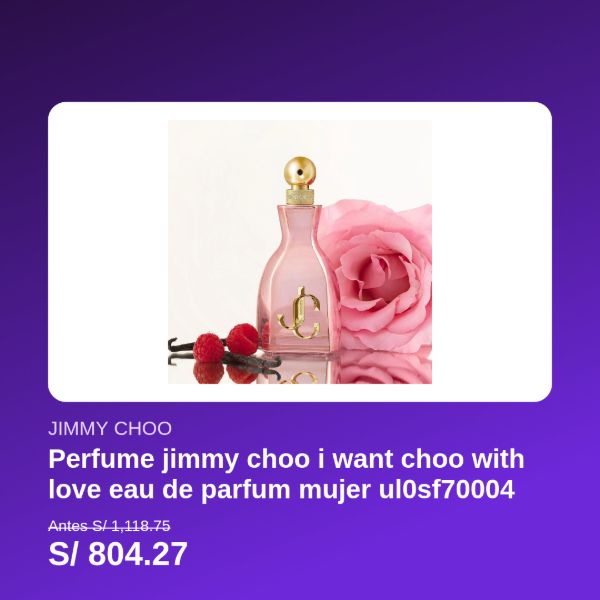 JC
JIMMY CHOO
Perfume jimmy choo i want choo with
love eau de parfum mujer ul0sf70004
Antes S/ 1,118.75
S/ 804.27